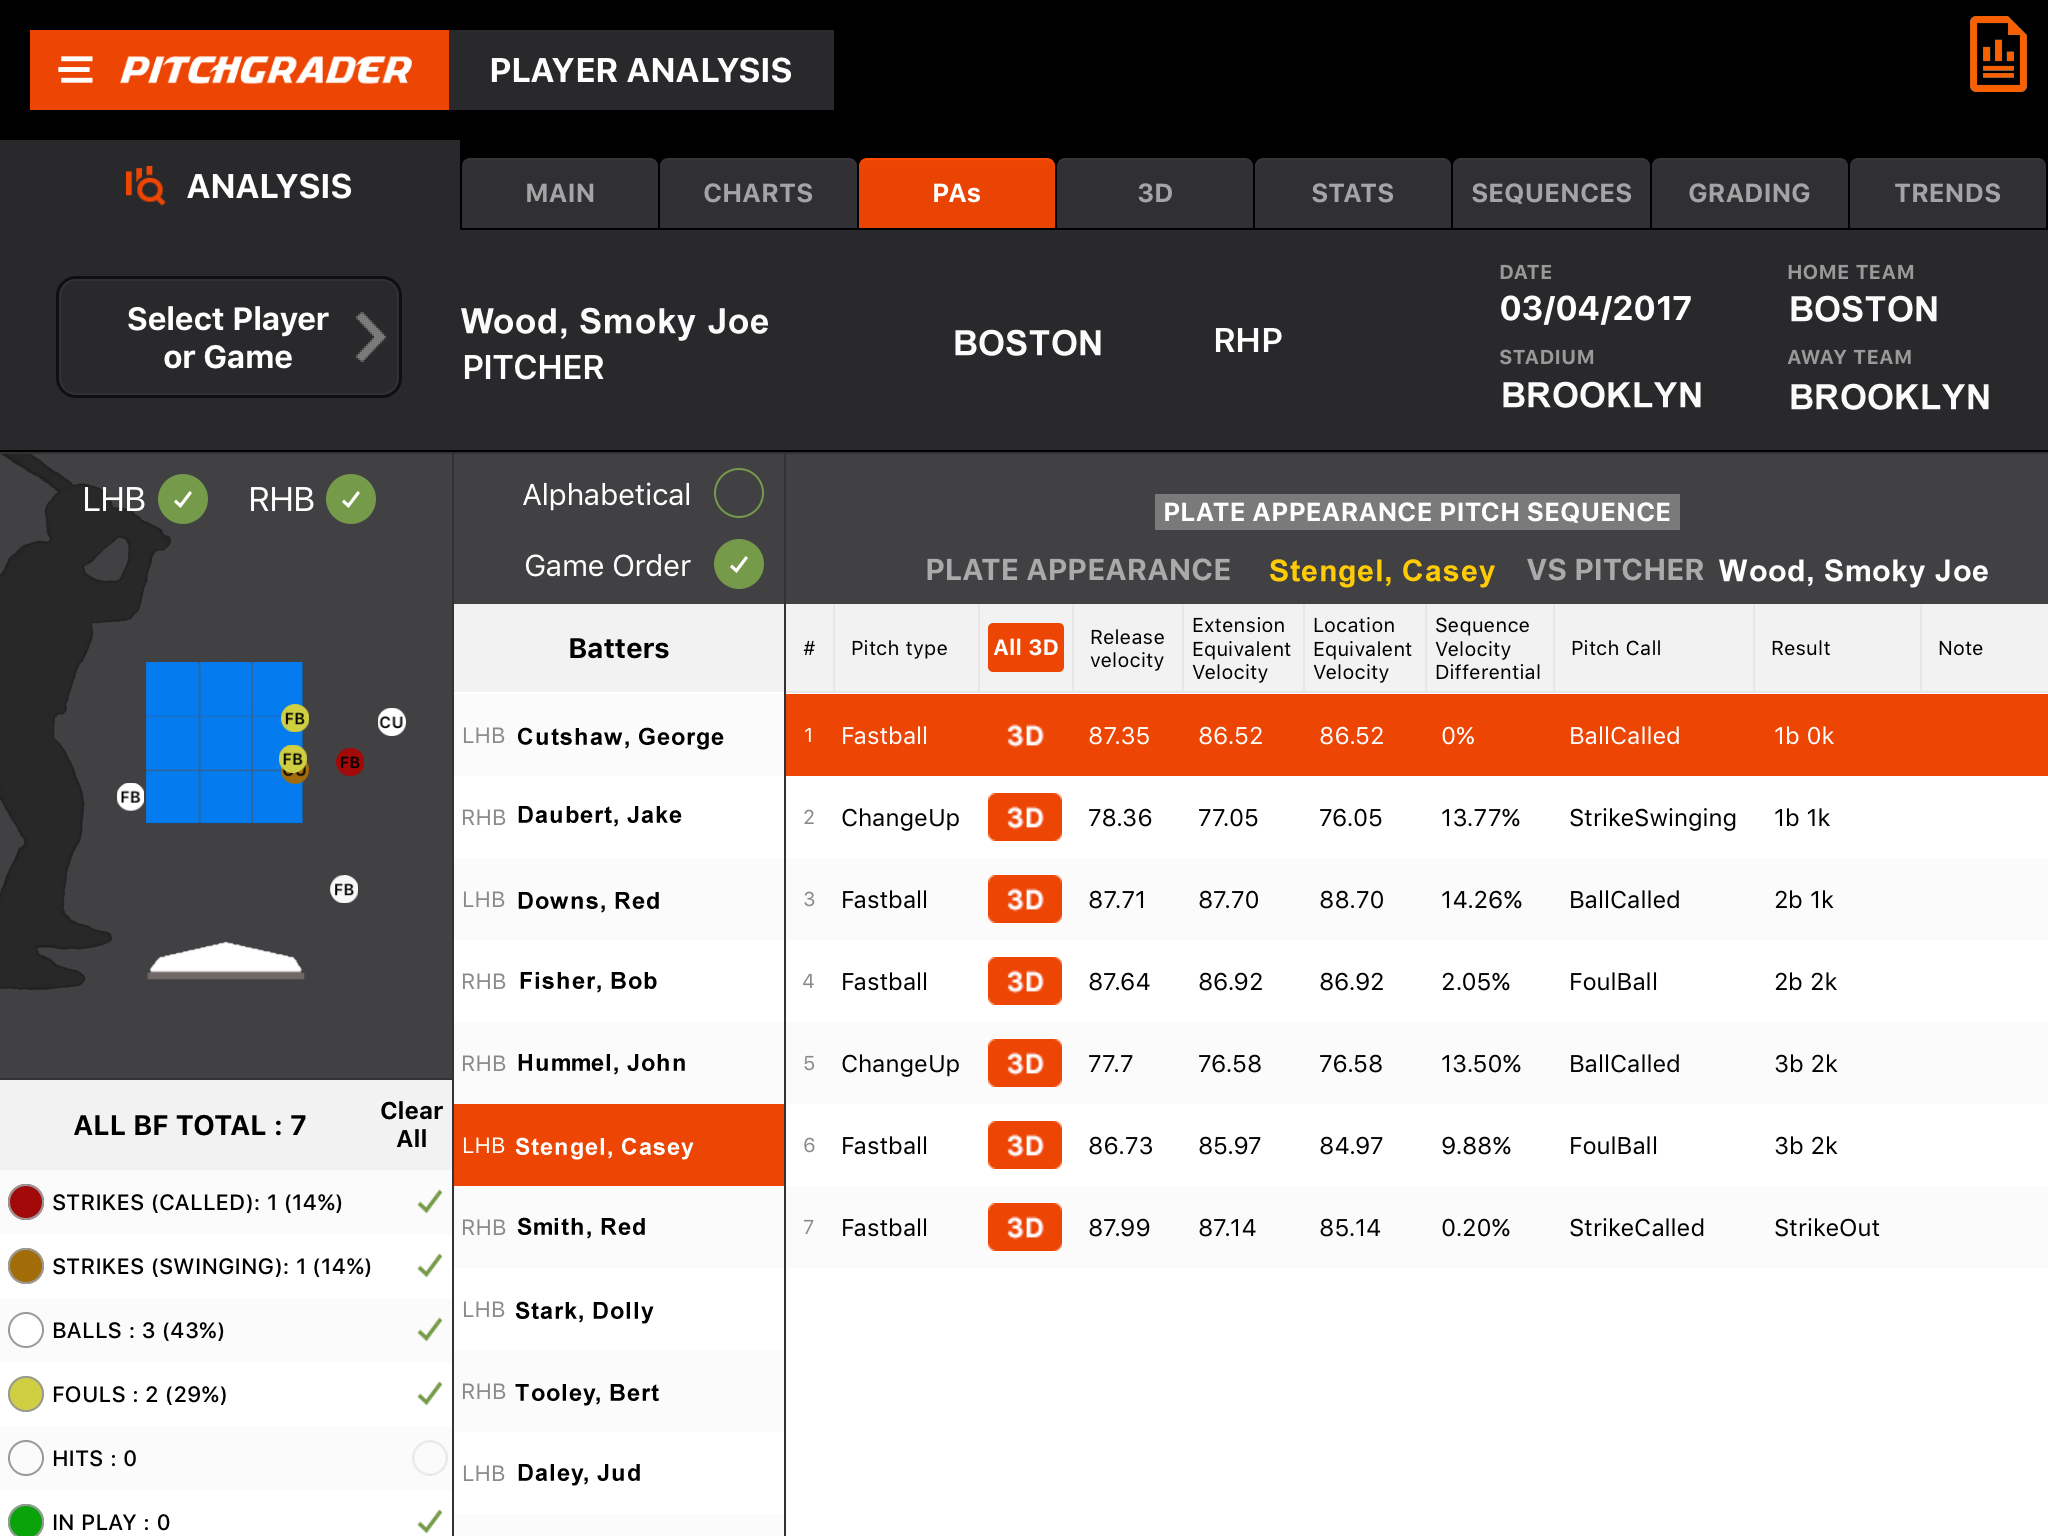 PITCHGRADER
PLAYER ANALYSIS
ANALYSIS
MAIN
CHARTS
PAs
3D
STATS
SEQUENCES
GRADING
TRENDS
Select Player
or Game
Wood, Smoky Joe
PITCHER
BOSTON
RHP
DATE
03/04/2017
HOME TEAM
BOSTON
STADIUM
BROOKLYN
AWAY TEAM
BROOKLYN
LHB
RHB
FB
CU
FB
FB
FB
FB
ALL BF TOTAL : 7
Clear
All
STRIKES (CALLED): 1 (14%)
STRIKES (SWINGING): 1 (14%)
BALLS : 3 (43%)
FOULS : 2 (29%)
HITS : 0
IN PLAY : 0
Alphabetical
Game Order
Batters
LHB Cutshaw, George
RHB Daubert, Jake
LHB Downs, Red
RHB Fisher, Bob
RHB Hummel, John
LHB Stengel, Casey
RHB Smith, Red
LHB Stark, Dolly
RHB Tooley, Bert
LHB Daley, Jud
PLATE APPEARANCE PITCH SEQUENCE
PLATE APPEARANCE Stengel, Casey VS PITCHER Wood, Smoky Joe
#
Pitch type
All 3D
Release
velocity
Extension
Equivalent
Velocity
Location
Equivalent
Velocity
Sequence
Velocity
Differential
Pitch Call
Result
Note
1 Fastball 3D 87.35 86.52 86.52 0% BallCalled 1b 0k
2 ChangeUp 3D 78.36 77.05 76.05 13.77% StrikeSwinging 1b 1k
3 Fastball 3D 87.71 87.70 88.70 14.26% BallCalled 2b 1k
4 Fastball 3D 87.64 86.92 86.92 2.05% FoulBall 2b 2k
5 ChangeUp 3D 77.7 76.58 76.58 13.50% BallCalled 3b 2k
6 Fastball 3D 86.73 85.97 84.97 9.88% FoulBall 3b 2k
7 Fastball 3D 87.99 87.14 85.14 0.20% StrikeCalled StrikeOut